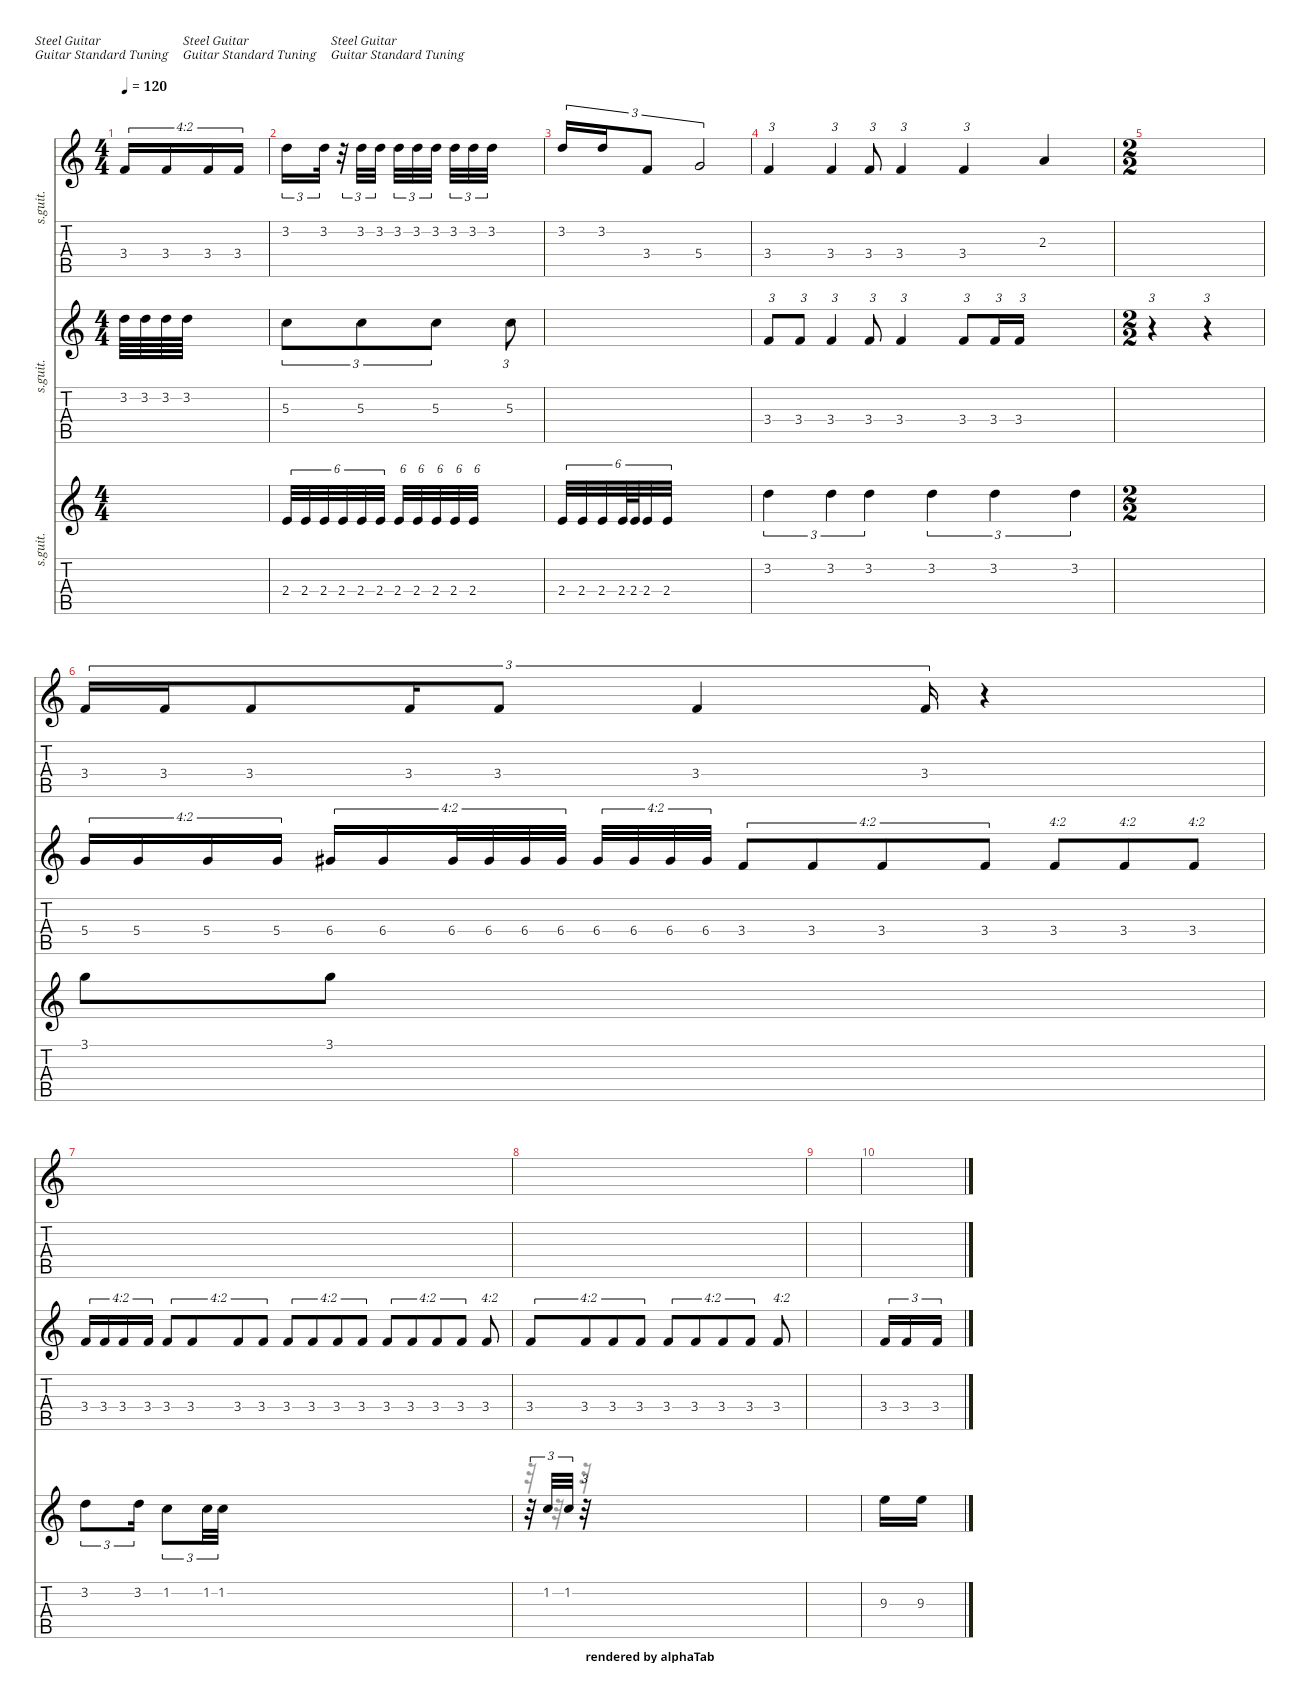 Steel Guitar Steel Guitar Steel Guitar
Guitar Standard Tuning Guitar Standard Tuning Guitar Standard Tuning
= 120
1 4:2 2 3 4 3 3 3 3 3 5
s.guit. 4 4 3 3 3 3 3 2 2
T A B 3 3 3 3 3 3 3 3 3 3 3 3 3 3 3 3 3 3 5 3 3 3 3 3 2
3 3 3 3 3 3 3 3 3 3
s.guit. 4 4 3 3 2 2
T A B 3 3 3 3 5 5 5 5 3 3 3 3 3 3 3 3
6 6 6 6 6 6 6
s.guit. 4 4 3 3 2 2
T A B 2 2 2 2 2 2 2 2 2 2 2 2 2 2 2 2 2 2 3 3 3 3 3 3
6 3
T A B 3 3 3 3 3 3 3
4:2 4:2 4:2 4:2 4:2 4:2 4:2
T A B 5 5 5 5 6 6 6 6 6 6 6 6 6 6 3 3 3 3 3 3 3
T A B 3 3
7 8 9 10
T A B
4:2 4:2 4:2 4:2 4:2 4:2 4:2 4:2 3
T A B 3 3 3 3 3 3 3 3 3 3 3 3 3 3 3 3 3 3 3 3 3 3 3 3 3 3 3 3 3
3 3 3 3
T A B 3 3 1 1 1 1 1 9 9
rendered by alphaTab